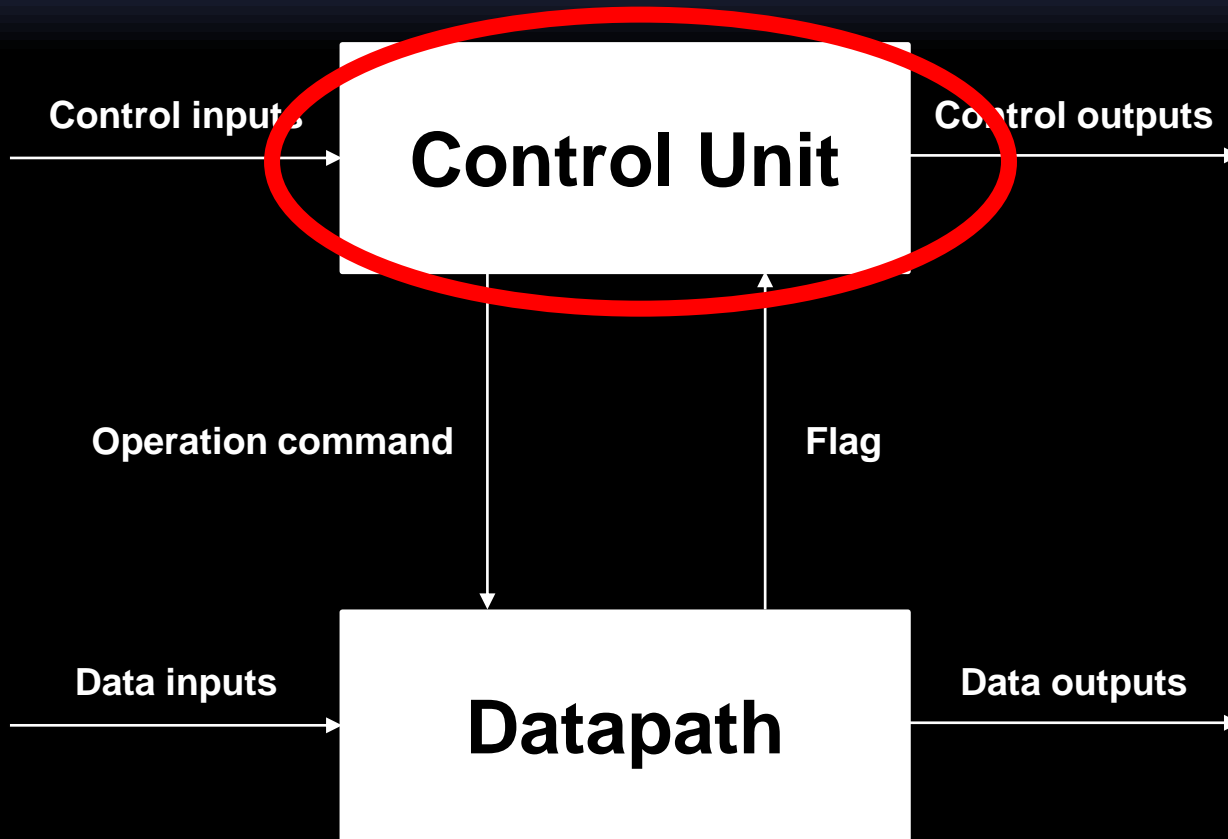 Control inputs
Control Unit
Control outputs
Operation command
Flag
Data inputs
Datapath
Data outputs